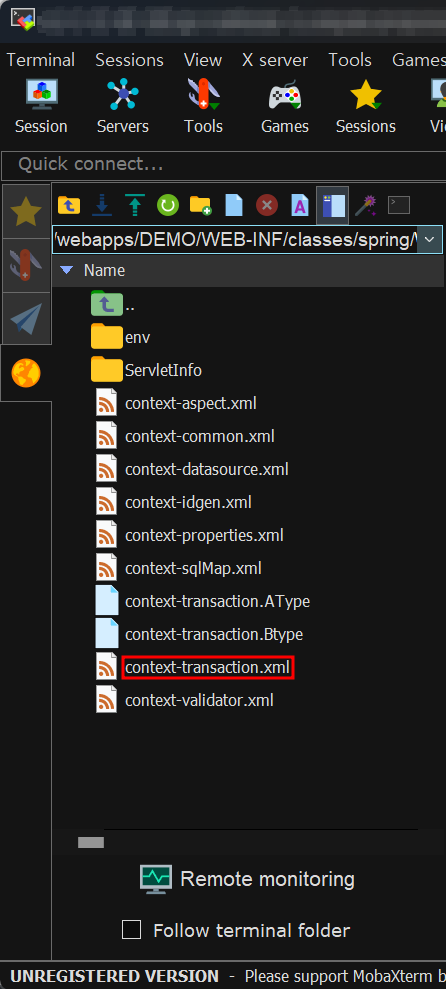 Terminal Sessions View X server Tools Games
Session Servers Tools Games Sessions
Quick connect...
/webapps/DEMO/WEB-INF/classes/spring/
Name
..
env
ServletInfo
context-aspect.xml
context-common.xml
context-datasource.xml
context-idgen.xml
context-properties.xml
context-sqlMap.xml
context-transaction.AType
context-transaction.Btype
context-transaction.xml
context-validator.xml
Remote monitoring
Follow terminal folder
UNREGISTERED VERSION - Please support MobaXterm b